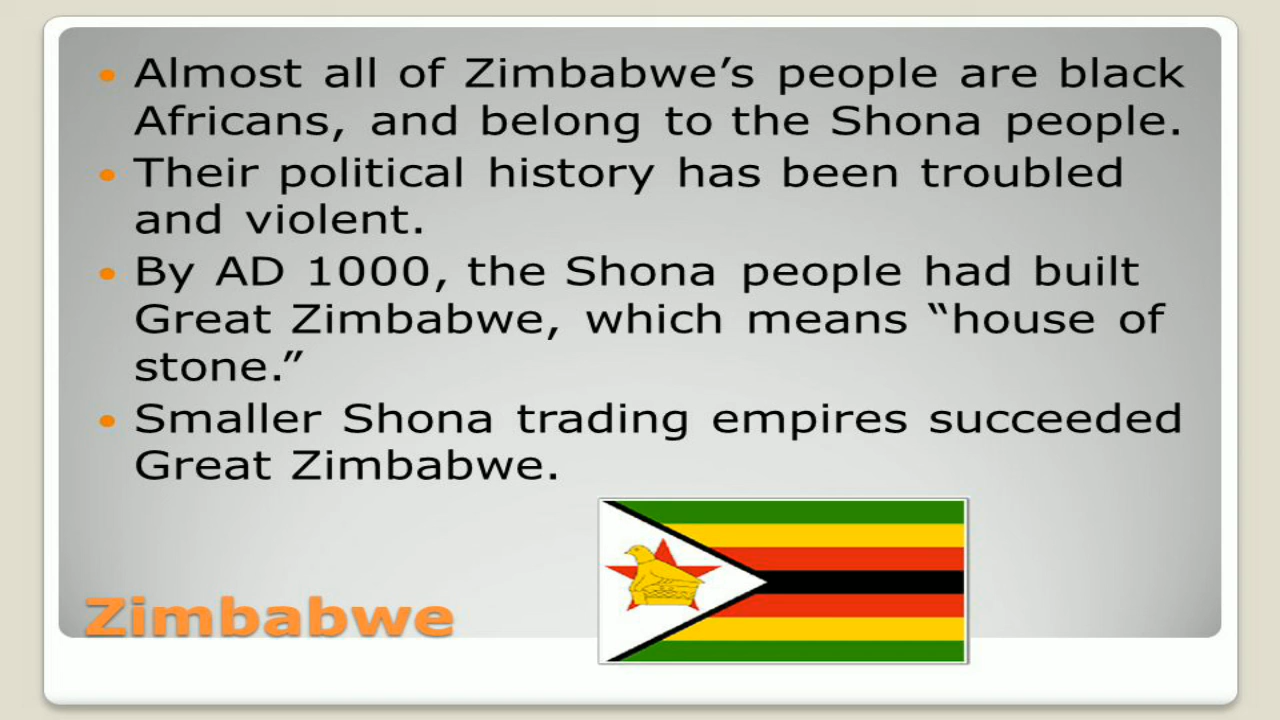 • Almost all of Zimbabwe’s people are black
Africans, and belong to the Shona people.
• Their political history has been troubled
and violent.
• By AD 1000, the Shona people had built
Great Zimbabwe, which means “house of
stone.”
• Smaller Shona trading empires succeeded
Great Zimbabwe.
Zimbabwe